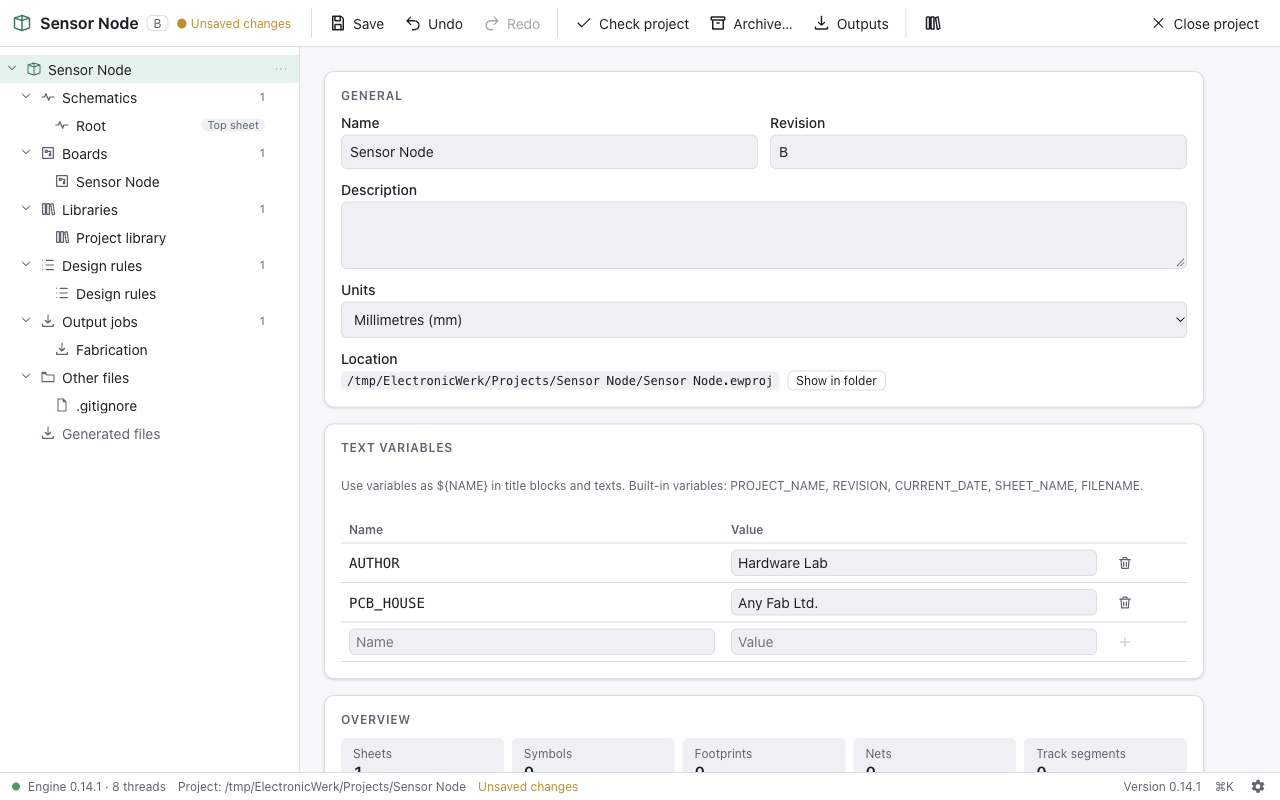 Sensor Node B Unsaved changes Save Undo Redo Check project Archive... Outputs Close project
Sensor Node ...
Schematics 1
Root Top sheet
Boards 1
Sensor Node
Libraries 1
Project library
Design rules 1
Design rules
Output jobs 1
Fabrication
Other files
.gitignore
Generated files
GENERAL
Name Revision
Sensor Node B
Description
Units
Millimetres (mm)
Location
/tmp/ElectronicWerk/Projects/Sensor Node/Sensor Node.ewproj Show in folder
TEXT VARIABLES
Use variables as ${NAME} in title blocks and texts. Built-in variables: PROJECT_NAME, REVISION, CURRENT_DATE, SHEET_NAME, FILENAME.
Name Value
AUTHOR Hardware Lab
PCB_HOUSE Any Fab Ltd.
Name Value
OVERVIEW
Sheets Symbols Footprints Nets Track segments
Engine 0.14.1 · 8 threads Project: /tmp/ElectronicWerk/Projects/Sensor Node Unsaved changes Version 0.14.1 ⌘K